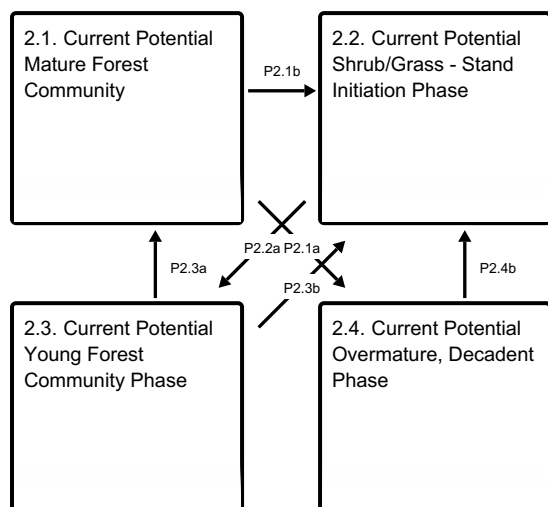 2.1. Current Potential
Mature Forest
Community
P2.1b
2.2. Current Potential
Shrub/Grass - Stand
Initiation Phase
P2.2a P2.1a
P2.3a
P2.3b
P2.4b
2.3. Current Potential
Young Forest
Community Phase
2.4. Current Potential
Overmature, Decadent
Phase